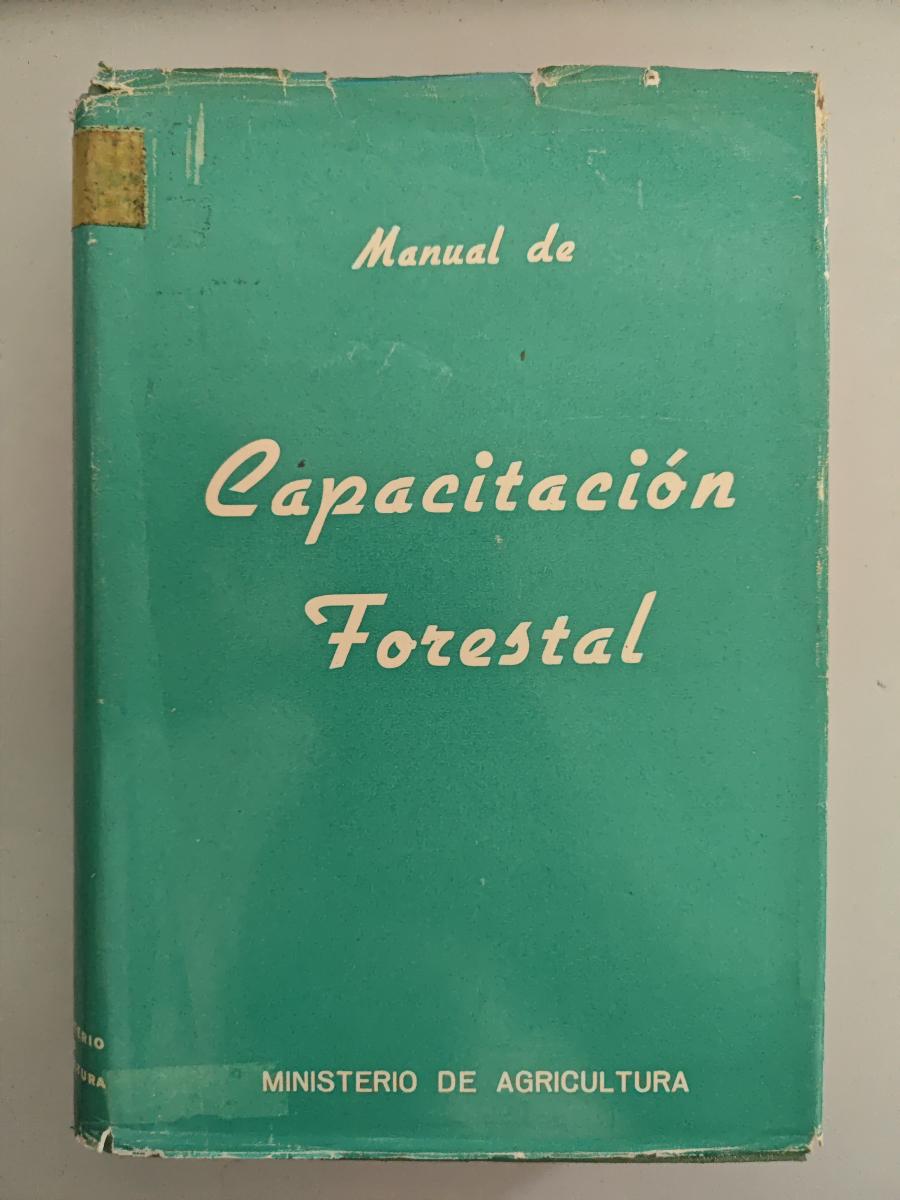 Manual de
Capacitación
Forestal
MINISTERIO DE AGRICULTURA